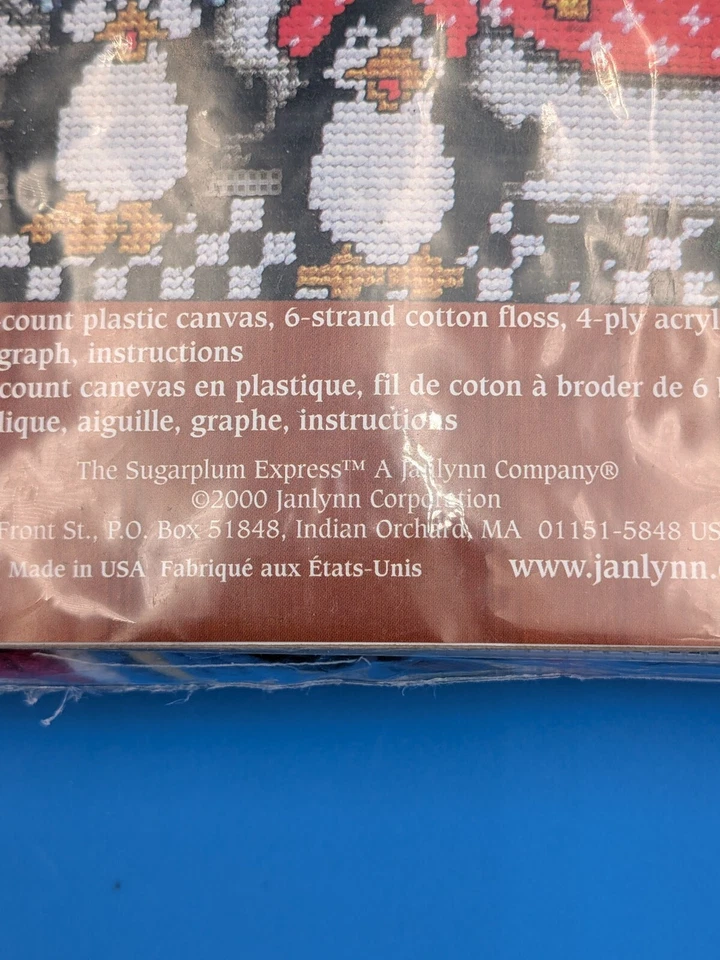 -count plastic canvas, 6-strand cotton floss, 4-ply acryl
graph, instructions
count canevas en plastique, fil de coton à broder de 6
lique, aiguille, graphe, instructions
The Sugarplum Express™ A Janlynn Company®
©2000 Janlynn Corporation
Front St., P.O. Box 51848, Indian Orchard, MA 01151-5848 US
Made in USA Fabriqué aux États-Unis www.janlynn.